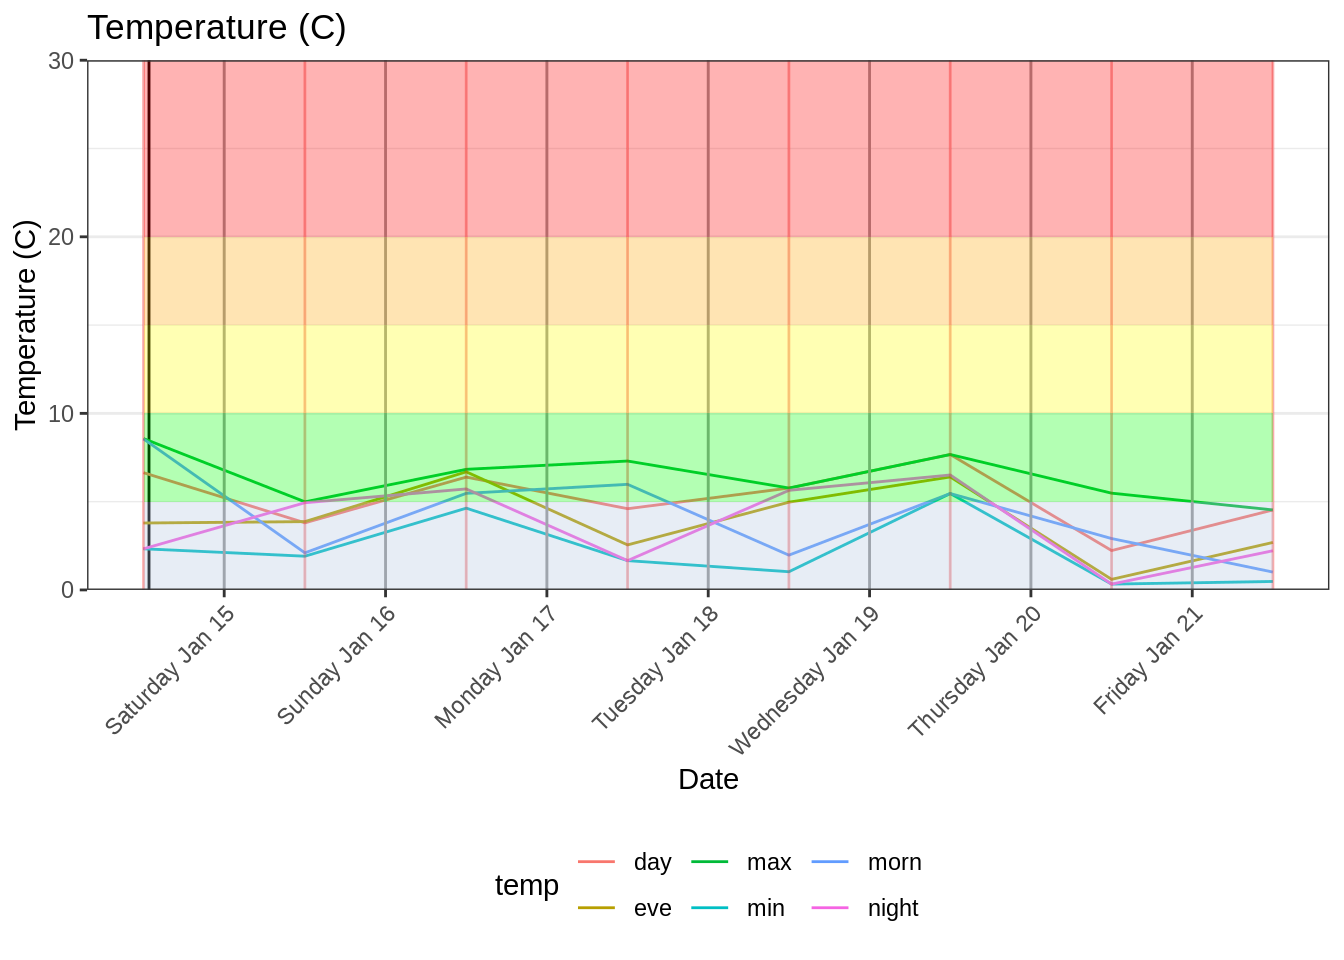 Temperature (C)
30
20
10
0
Temperature (C)
Saturday Jan 15
Sunday Jan 16
Monday Jan 17
Tuesday Jan 18
Wednesday Jan 19
Thursday Jan 20
Friday Jan 21
Date
temp
day
max
morn
eve
min
night